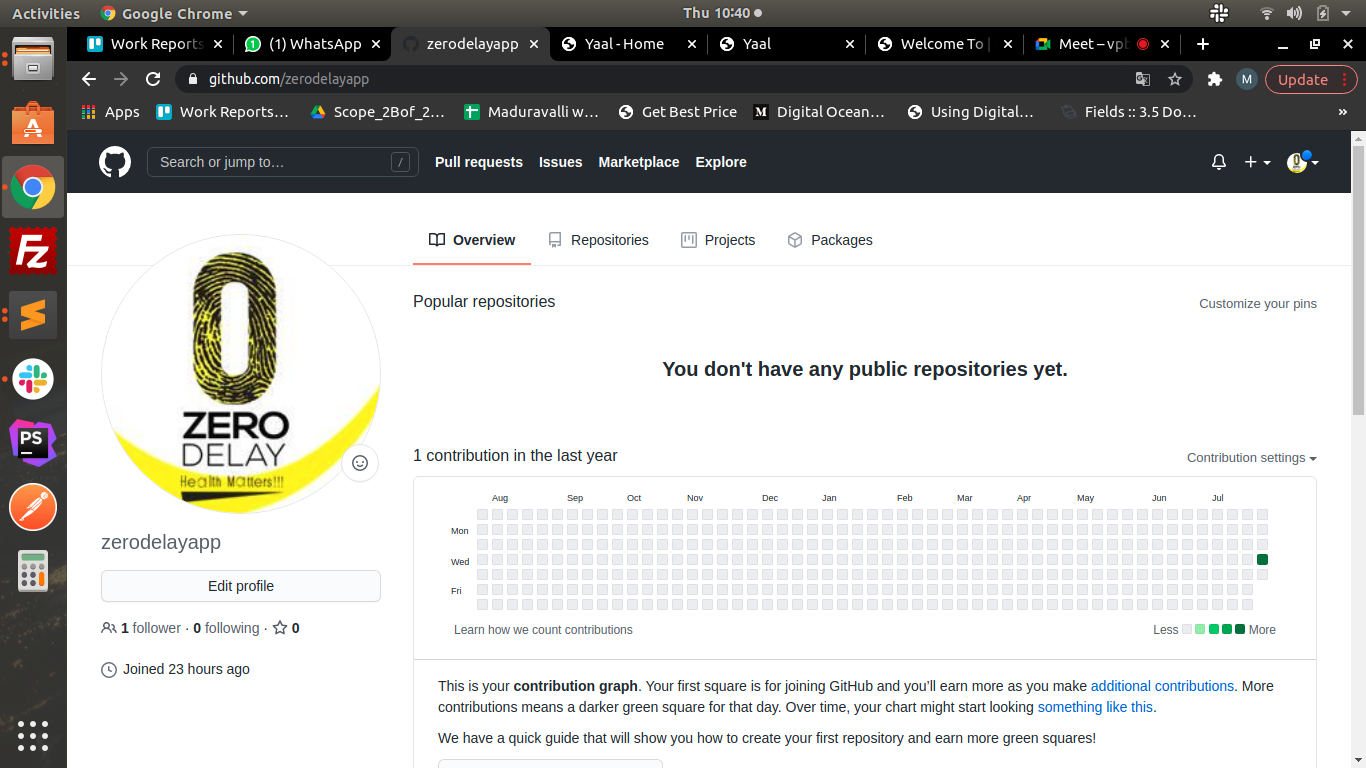 Activities Google Chrome Thu 10:40
Work Reports (1) WhatsApp zerodelayapp Yaal - Home Yaal Welcome To Meet – vpb
github.com/zerodelayapp M Update
Apps Work Reports… Scope_2Bof_2… Maduravalli w… Get Best Price Digital Ocean… Using Digital… Fields :: 3.5 Do… »
Search or jump to… / Pull requests Issues Marketplace Explore
Overview Repositories Projects Packages
0
ZERO
DELAY
Health Matters!!!
zerodelayapp
Edit profile
1 follower · 0 following · 0
Joined 23 hours ago
Popular repositories Customize your pins
You don't have any public repositories yet.
1 contribution in the last year Contribution settings
Aug Sep Oct Nov Dec Jan Feb Mar Apr May Jun Jul
Mon
Wed
Fri
Learn how we count contributions Less More
This is your contribution graph. Your first square is for joining GitHub and you’ll earn more as you make additional contributions. More
contributions means a darker green square for that day. Over time, your chart might start looking something like this.
We have a quick guide that will show you how to create your first repository and earn more green squares!
A
Fz
S
PS